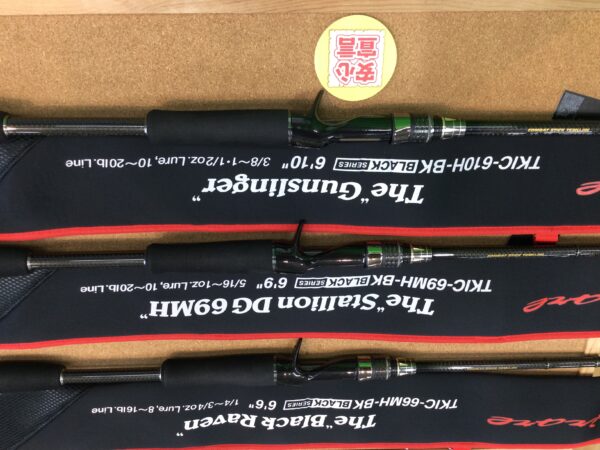 The "Black Raven"
TKIC-66MH-BK BLACK SERIES 6'6" 1/4〜3/4oz. Lure, 8〜16lb. Line
The "Stallion DG 69MH"
TKIC-69MH-BK BLACK SERIES 6'9" 5/16〜1oz. Lure, 10〜20lb. Line
The "Gunslinger"
TKIC-610H-BK BLACK SERIES 6'10" 3/8〜1・1/2oz. Lure, 10〜20lb. Line
安心
宣言